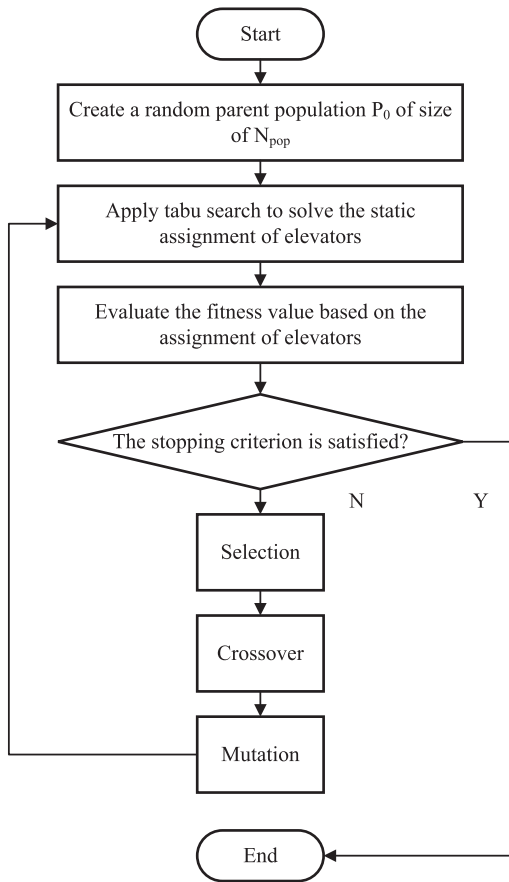 Start
Create a random parent population P₀ of size
of Nₚₒₚ
Apply tabu search to solve the static
assignment of elevators
Evaluate the fitness value based on the
assignment of elevators
The stopping criterion is satisfied?
N
Y
Selection
Crossover
Mutation
End